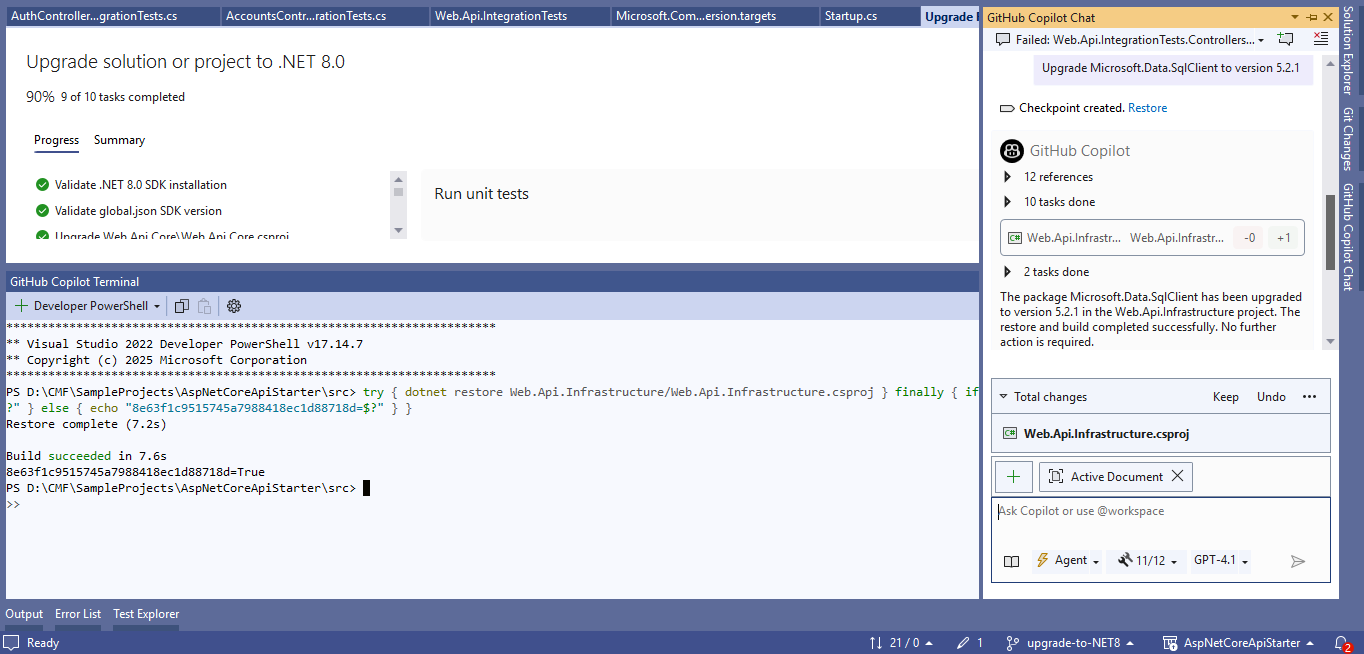 AuthController...grationTests.cs
AccountsContr...rationTests.cs
Web.Api.IntegrationTests
Microsoft.Com...ersion.targets
Startup.cs
Upgrade
Upgrade solution or project to .NET 8.0
90% 9 of 10 tasks completed
Progress
Summary
Validate .NET 8.0 SDK installation
Validate global.json SDK version
Upgrade Web.Api.Core\Web.Api.Core.csproj
Run unit tests
GitHub Copilot Terminal
Developer PowerShell
**********************************************************************
** Visual Studio 2022 Developer PowerShell v17.14.7
** Copyright (c) 2025 Microsoft Corporation
**********************************************************************
PS D:\CMF\SampleProjects\AspNetCoreApiStarter\src> try { dotnet restore Web.Api.Infrastructure/Web.Api.Infrastructure.csproj } finally { if
?" } else { echo "8e63f1c9515745a7988418ec1d88718d=$?" } }
Restore complete (7.2s)
Build succeeded in 7.6s
8e63f1c9515745a7988418ec1d88718d=True
PS D:\CMF\SampleProjects\AspNetCoreApiStarter\src>
>>
Output
Error List
Test Explorer
GitHub Copilot Chat
Failed: Web.Api.IntegrationTests.Controllers...
Upgrade Microsoft.Data.SqlClient to version 5.2.1
Checkpoint created. Restore
GitHub Copilot
12 references
10 tasks done
C# Web.Api.Infrastr... Web.Api.Infrastr... -0 +1
2 tasks done
The package Microsoft.Data.SqlClient has been upgraded
to version 5.2.1 in the Web.Api.Infrastructure project. The
restore and build completed successfully. No further
action is required.
Total changes
Keep
Undo
C# Web.Api.Infrastructure.csproj
Active Document
Ask Copilot or use @workspace
Agent
11/12
GPT-4.1
Solution Explorer
Git Changes
GitHub Copilot Chat
Ready
21 / 0
1
upgrade-to-NET8
AspNetCoreApiStarter
2